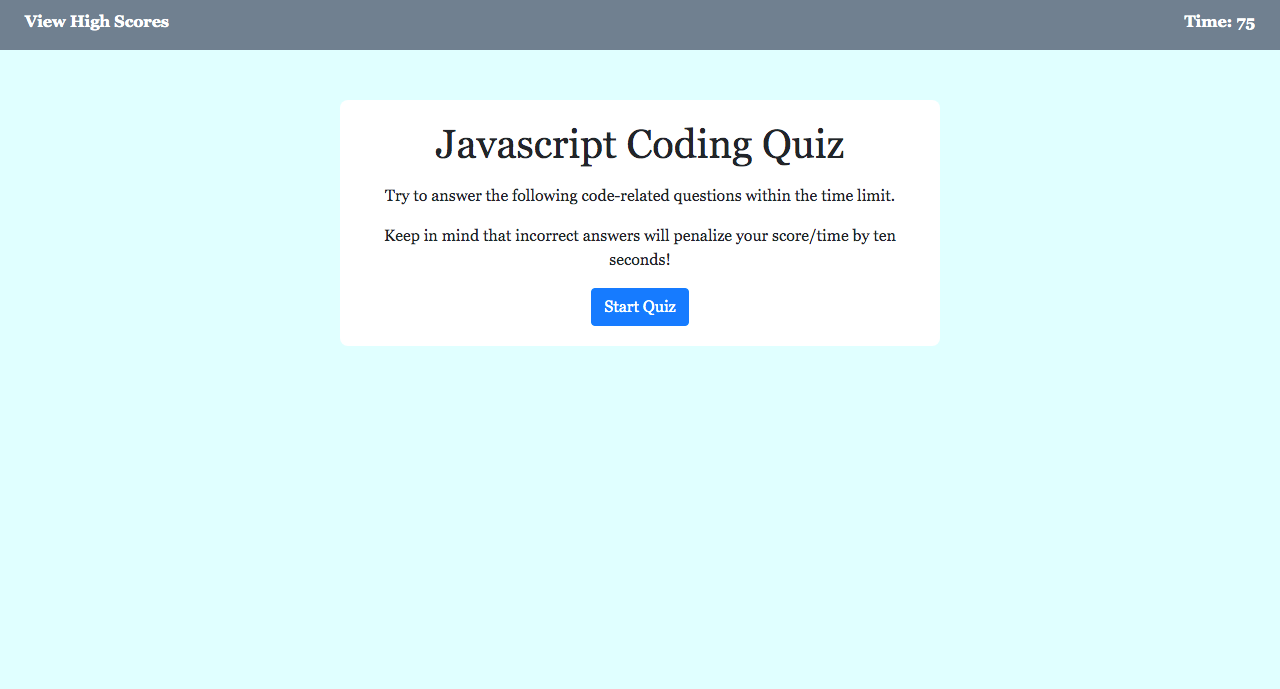 View High Scores
Time: 75
Javascript Coding Quiz
Try to answer the following code-related questions within the time limit.
Keep in mind that incorrect answers will penalize your score/time by ten
seconds!
Start Quiz